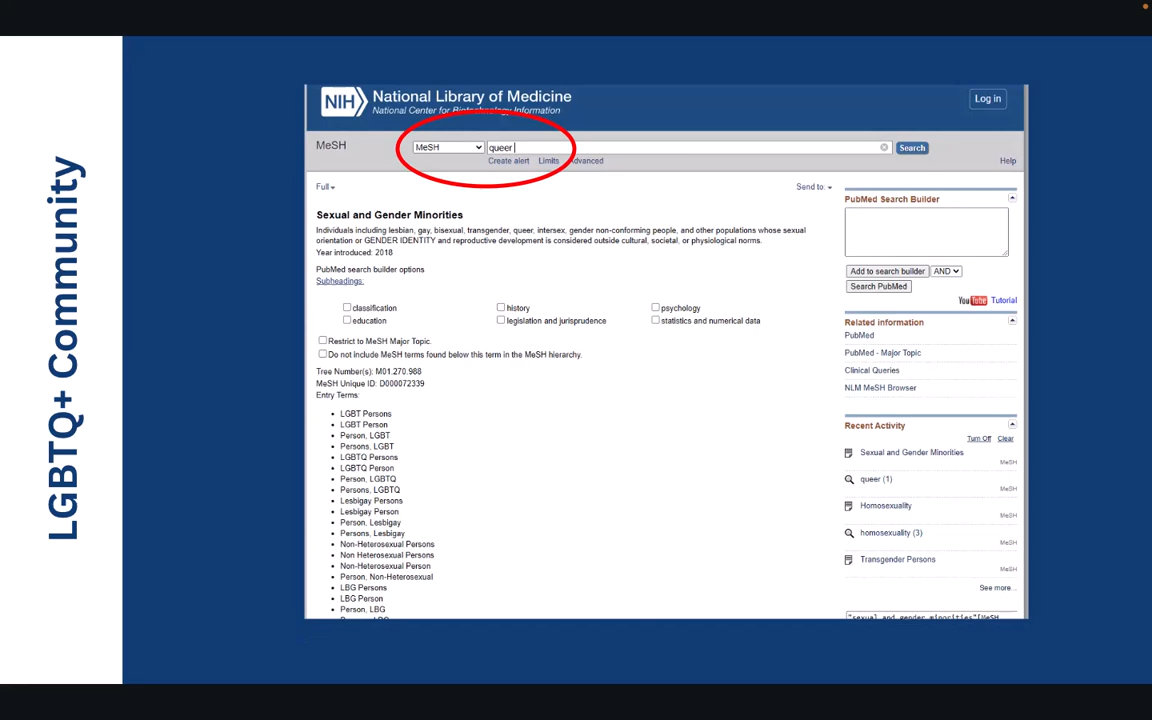 LGBTQ+ Community
NIH
National Library of Medicine
National Center for Biotechnology Information
Log in
MeSH
MeSH
queer
Search
Create alert Limits Advanced
Help
Full
Send to:
Sexual and Gender Minorities
Individuals including lesbian, gay, bisexual, transgender, queer, intersex, gender non-conforming people, and other populations whose sexual
orientation or GENDER IDENTITY and reproductive development is considered outside cultural, societal, or physiological norms.
Year introduced: 2018
PubMed search builder options
Subheadings:
classification history psychology
education legislation and jurisprudence statistics and numerical data
Restrict to MeSH Major Topic.
Do not include MeSH terms found below this term in the MeSH hierarchy.
Tree Number(s): M01.270.988
MeSH Unique ID: D000072339
Entry Terms:
LGBT Persons
LGBT Person
Person, LGBT
Persons, LGBT
LGBTQ Persons
LGBTQ Person
Person, LGBTQ
Persons, LGBTQ
Lesbigay Persons
Lesbigay Person
Person, Lesbigay
Persons, Lesbigay
Non-Heterosexual Persons
Non Heterosexual Persons
Non-Heterosexual Person
Person, Non-Heterosexual
LBG Persons
LBG Person
Person, LBG
PubMed Search Builder
Add to search builder AND
Search PubMed
YouTube Tutorial
Related information
PubMed
PubMed - Major Topic
Clinical Queries
NLM MeSH Browser
Recent Activity
Turn Off Clear
Sexual and Gender Minorities
MeSH
queer (1)
MeSH
Homosexuality
MeSH
homosexuality (3)
MeSH
Transgender Persons
MeSH
See more...
"sexual and gender minorities"[MeSH